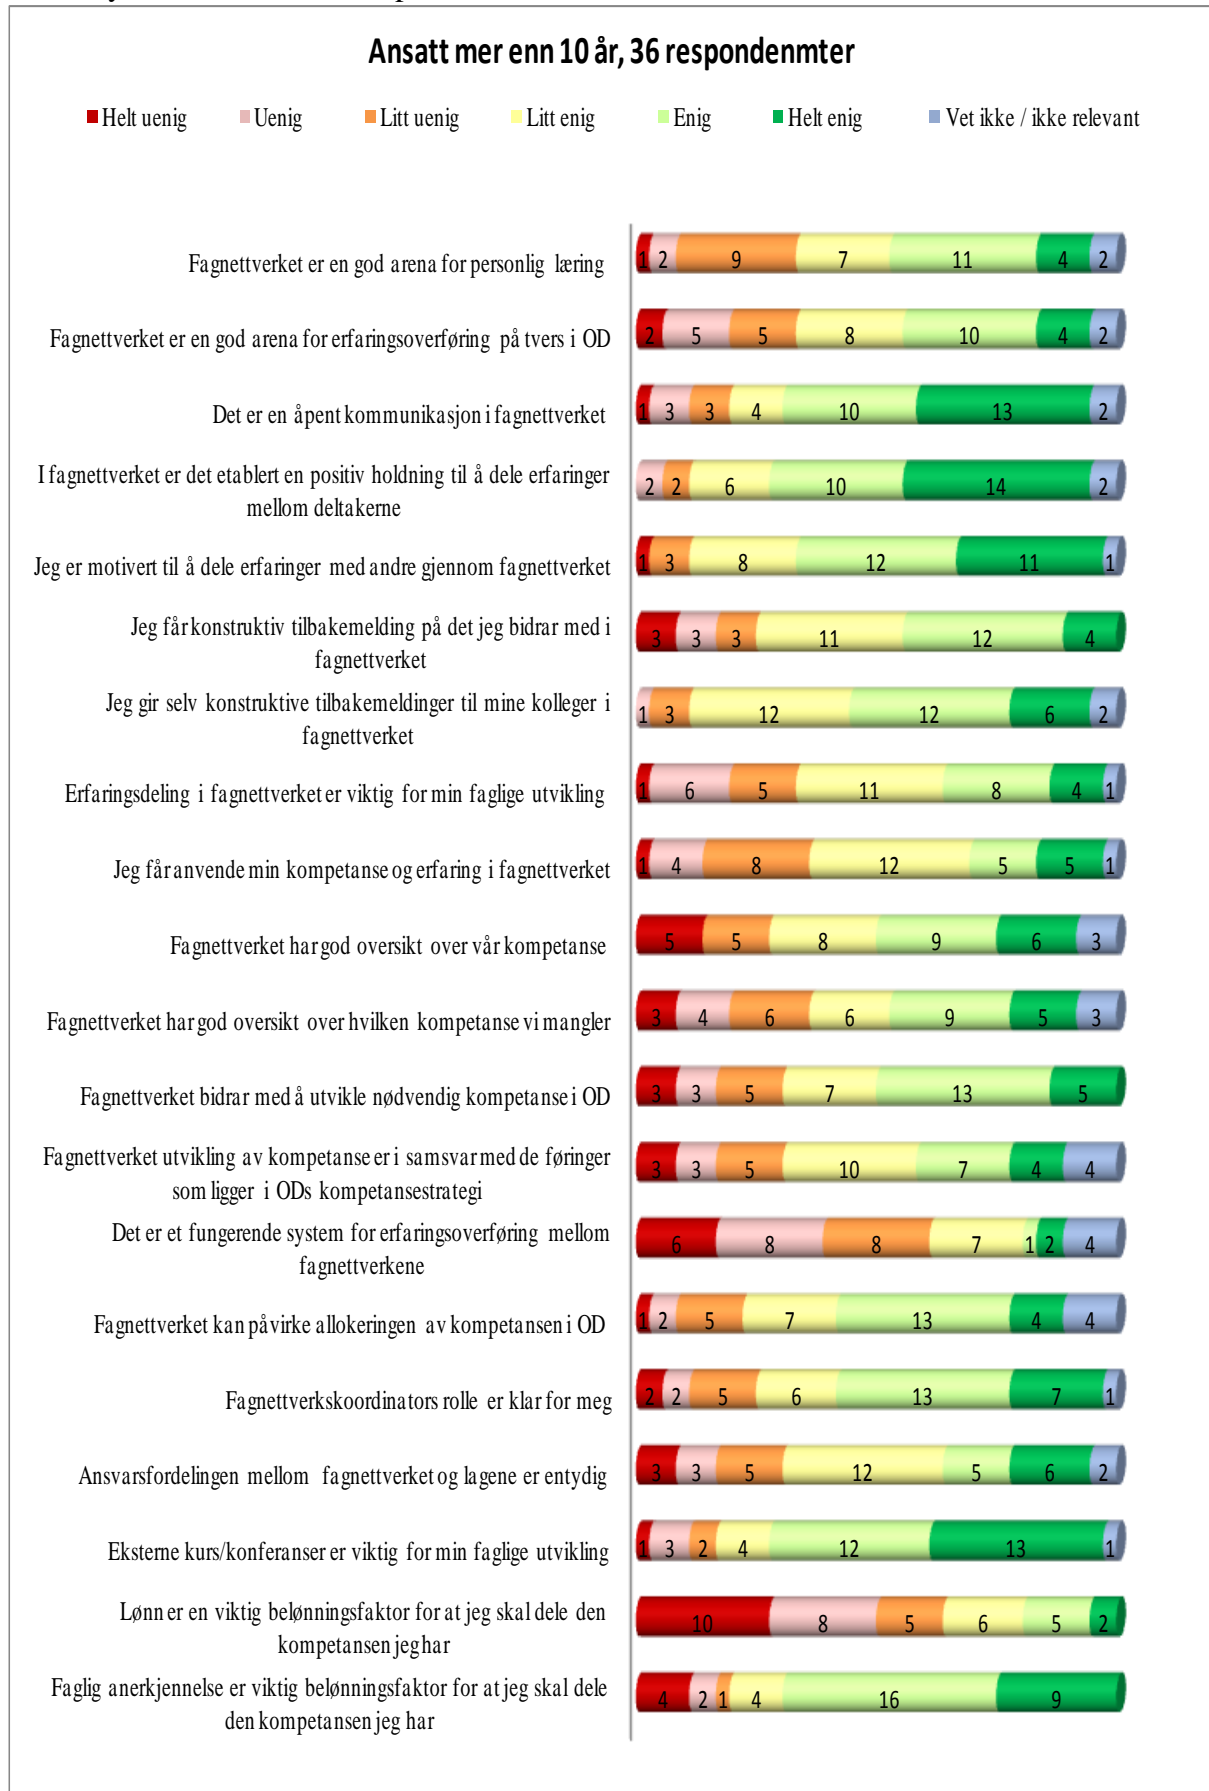 Ansatt mer enn 10 år, 36 respondenmter
Helt uenig Uenig Litt uenig Litt enig Enig Helt enig Vet ikke / ikke relevant
Fagnettverket er en god arena for personlig læring 1 2 9 7 11 4 2
Fagnettverket er en god arena for erfaringsoverføring på tvers i OD 2 5 5 8 10 4 2
Det er en åpent kommunikasjon i fagnettverket 1 3 3 4 10 13 2
I fagnettverket er det etablert en positiv holdning til å dele erfaringer
mellom deltakerne
2 2 6 10 14 2
Jeg er motivert til å dele erfaringer med andre gjennom fagnettverket 1 3 8 12 11 1
Jeg får konstruktiv tilbakemelding på det jeg bidrar med i
fagnettverket
3 3 3 11 12 4
Jeg gir selv konstruktive tilbakemeldinger til mine kolleger i
fagnettverket
1 3 12 12 6 2
Erfaringsdeling i fagnettverket er viktig for min faglige utvikling 1 6 5 11 8 4 1
Jeg får anvende min kompetanse og erfaring i fagnettverket 1 4 8 12 5 5 1
Fagnettverket har god oversikt over vår kompetanse 5 5 8 9 6 3
Fagnettverket har god oversikt over hvilken kompetanse vi mangler 3 4 6 6 9 5 3
Fagnettverket bidrar med å utvikle nødvendig kompetanse i OD 3 3 5 7 13 5
Fagnettverket utvikling av kompetanse er i samsvar med de føringer
som ligger i ODs kompetansestrategi
3 3 5 10 7 4 4
Det er et fungerende system for erfaringsoverføring mellom
fagnettverkene
6 8 8 7 1 2 4
Fagnettverket kan påvirke allokeringen av kompetansen i OD 1 2 5 7 13 4 4
Fagnettverkskoordinators rolle er klar for meg 2 2 5 6 13 7 1
Ansvarsfordelingen mellom fagnettverket og lagene er entydig 3 3 5 12 5 6 2
Eksterne kurs/konferanser er viktig for min faglige utvikling 1 3 2 4 12 13 1
Lønn er en viktig belønningsfaktor for at jeg skal dele den
kompetansen jeg har
10 8 5 6 5 2
Faglig anerkjennelse er viktig belønningsfaktor for at jeg skal dele
den kompetansen jeg har
4 2 1 4 16 9